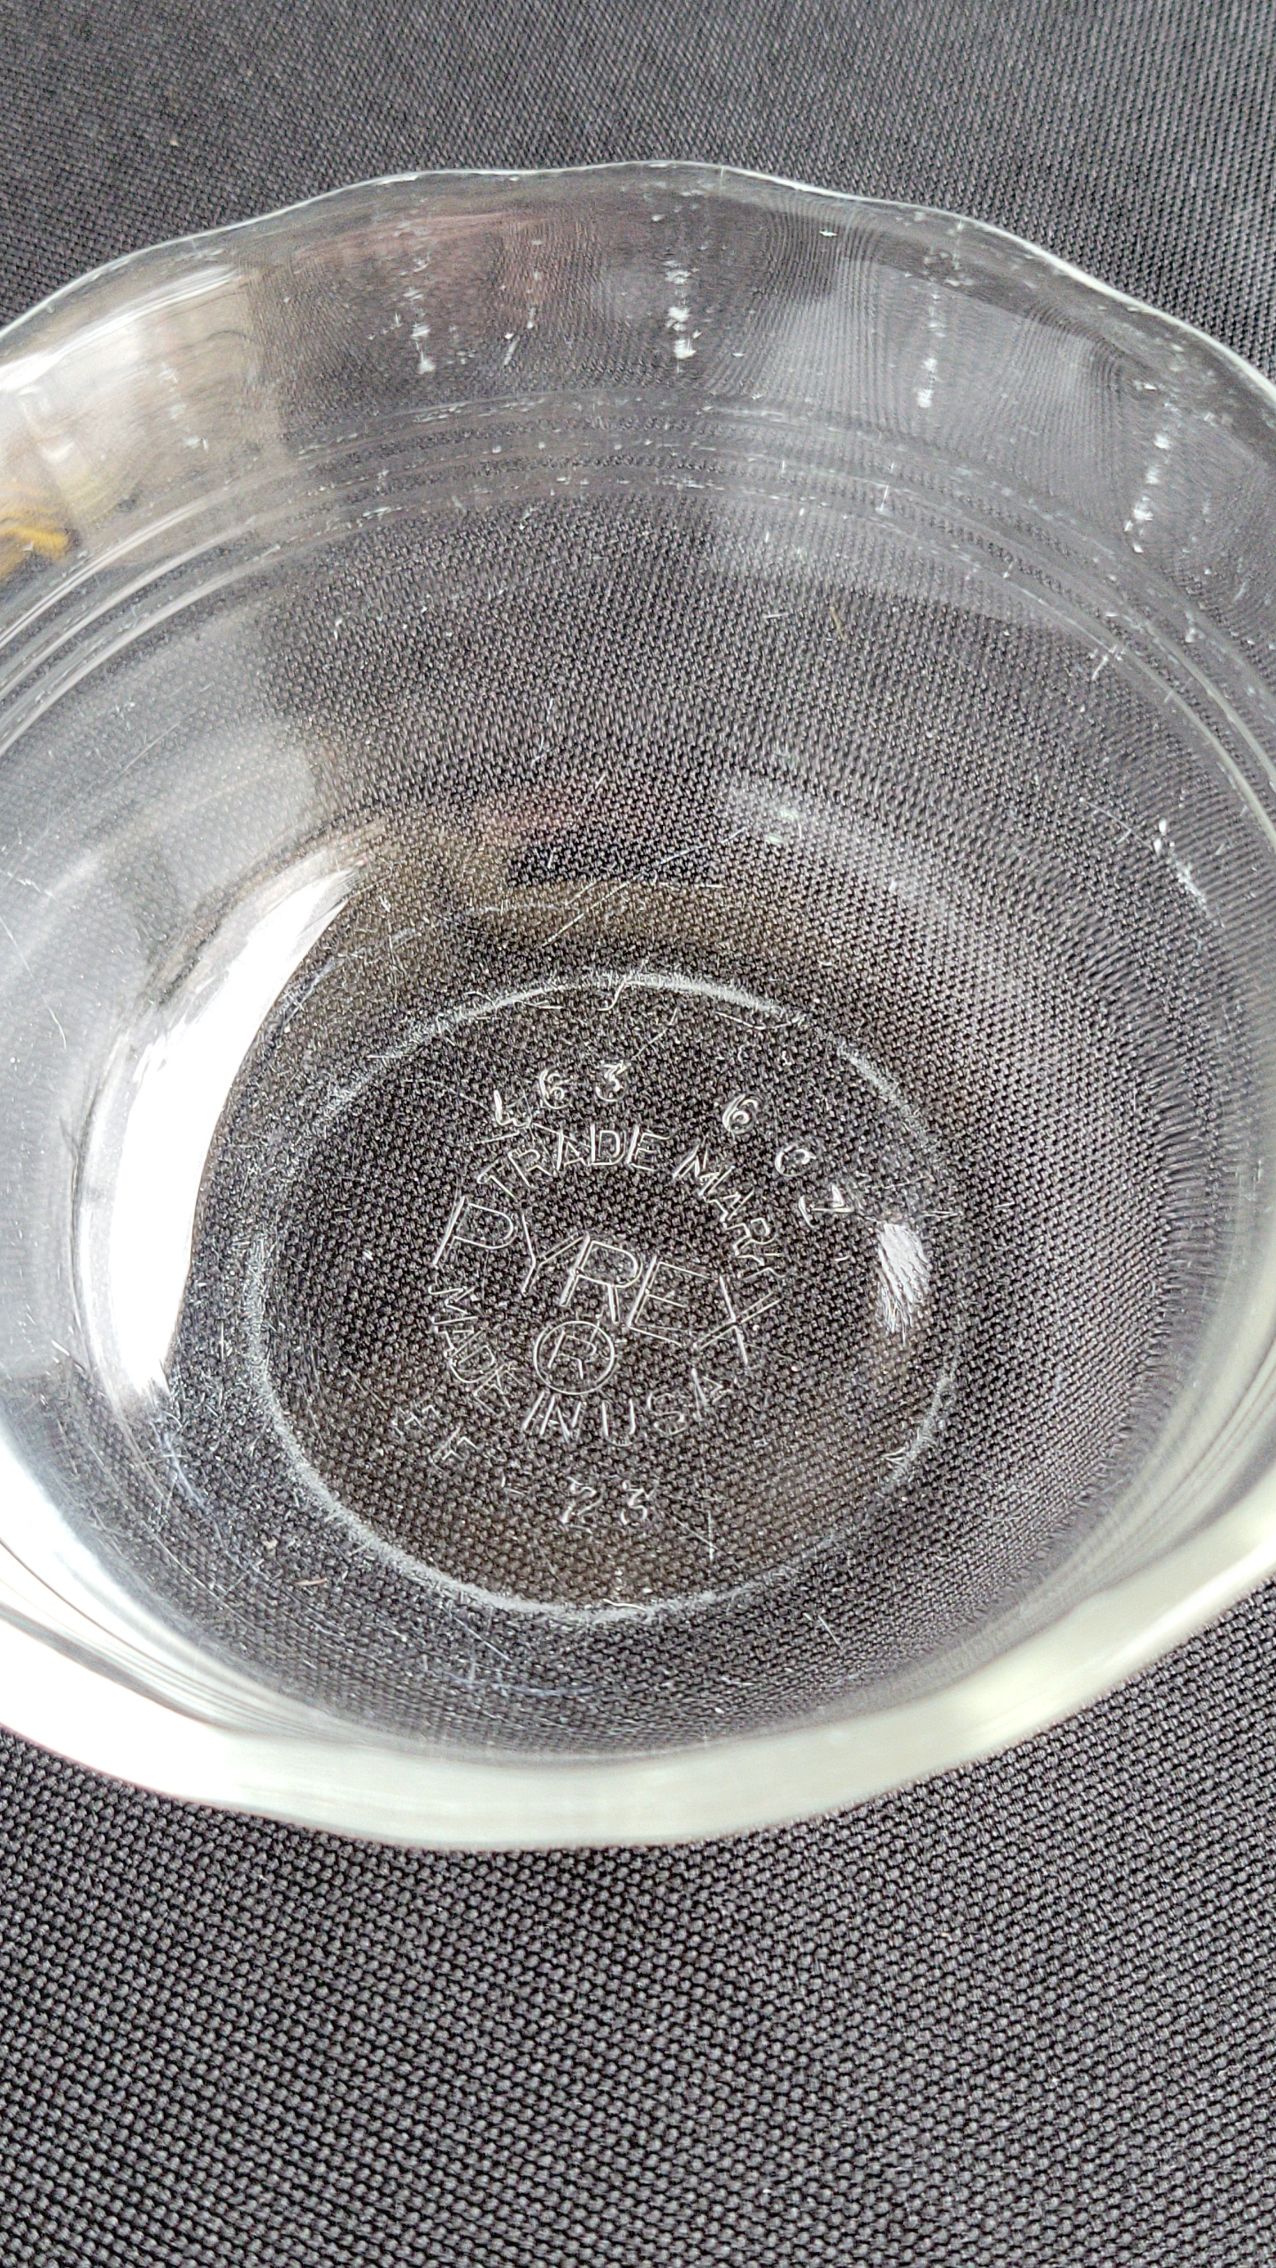 463 6 oz
TRADE MARK
PYREX
®
MADE IN USA
23